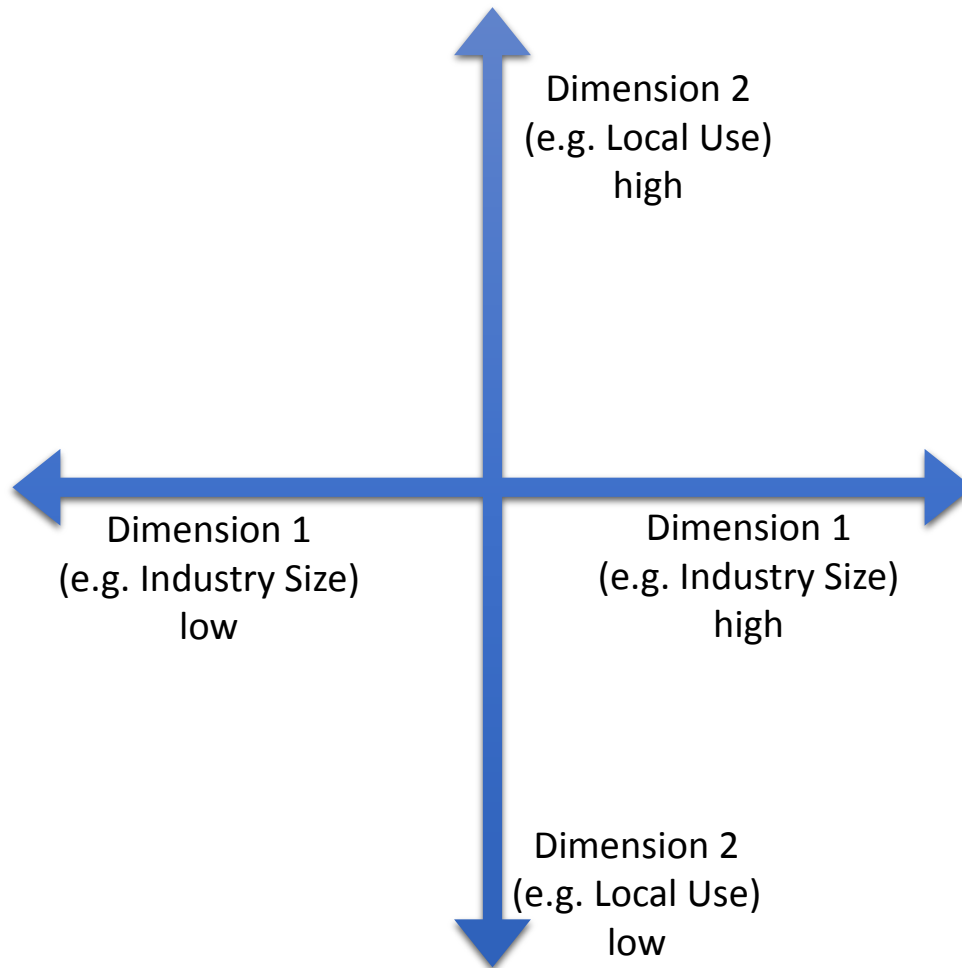 Dimension 2
(e.g. Local Use)
high
Dimension 1
(e.g. Industry Size)
low
Dimension 1
(e.g. Industry Size)
high
Dimension 2
(e.g. Local Use)
low